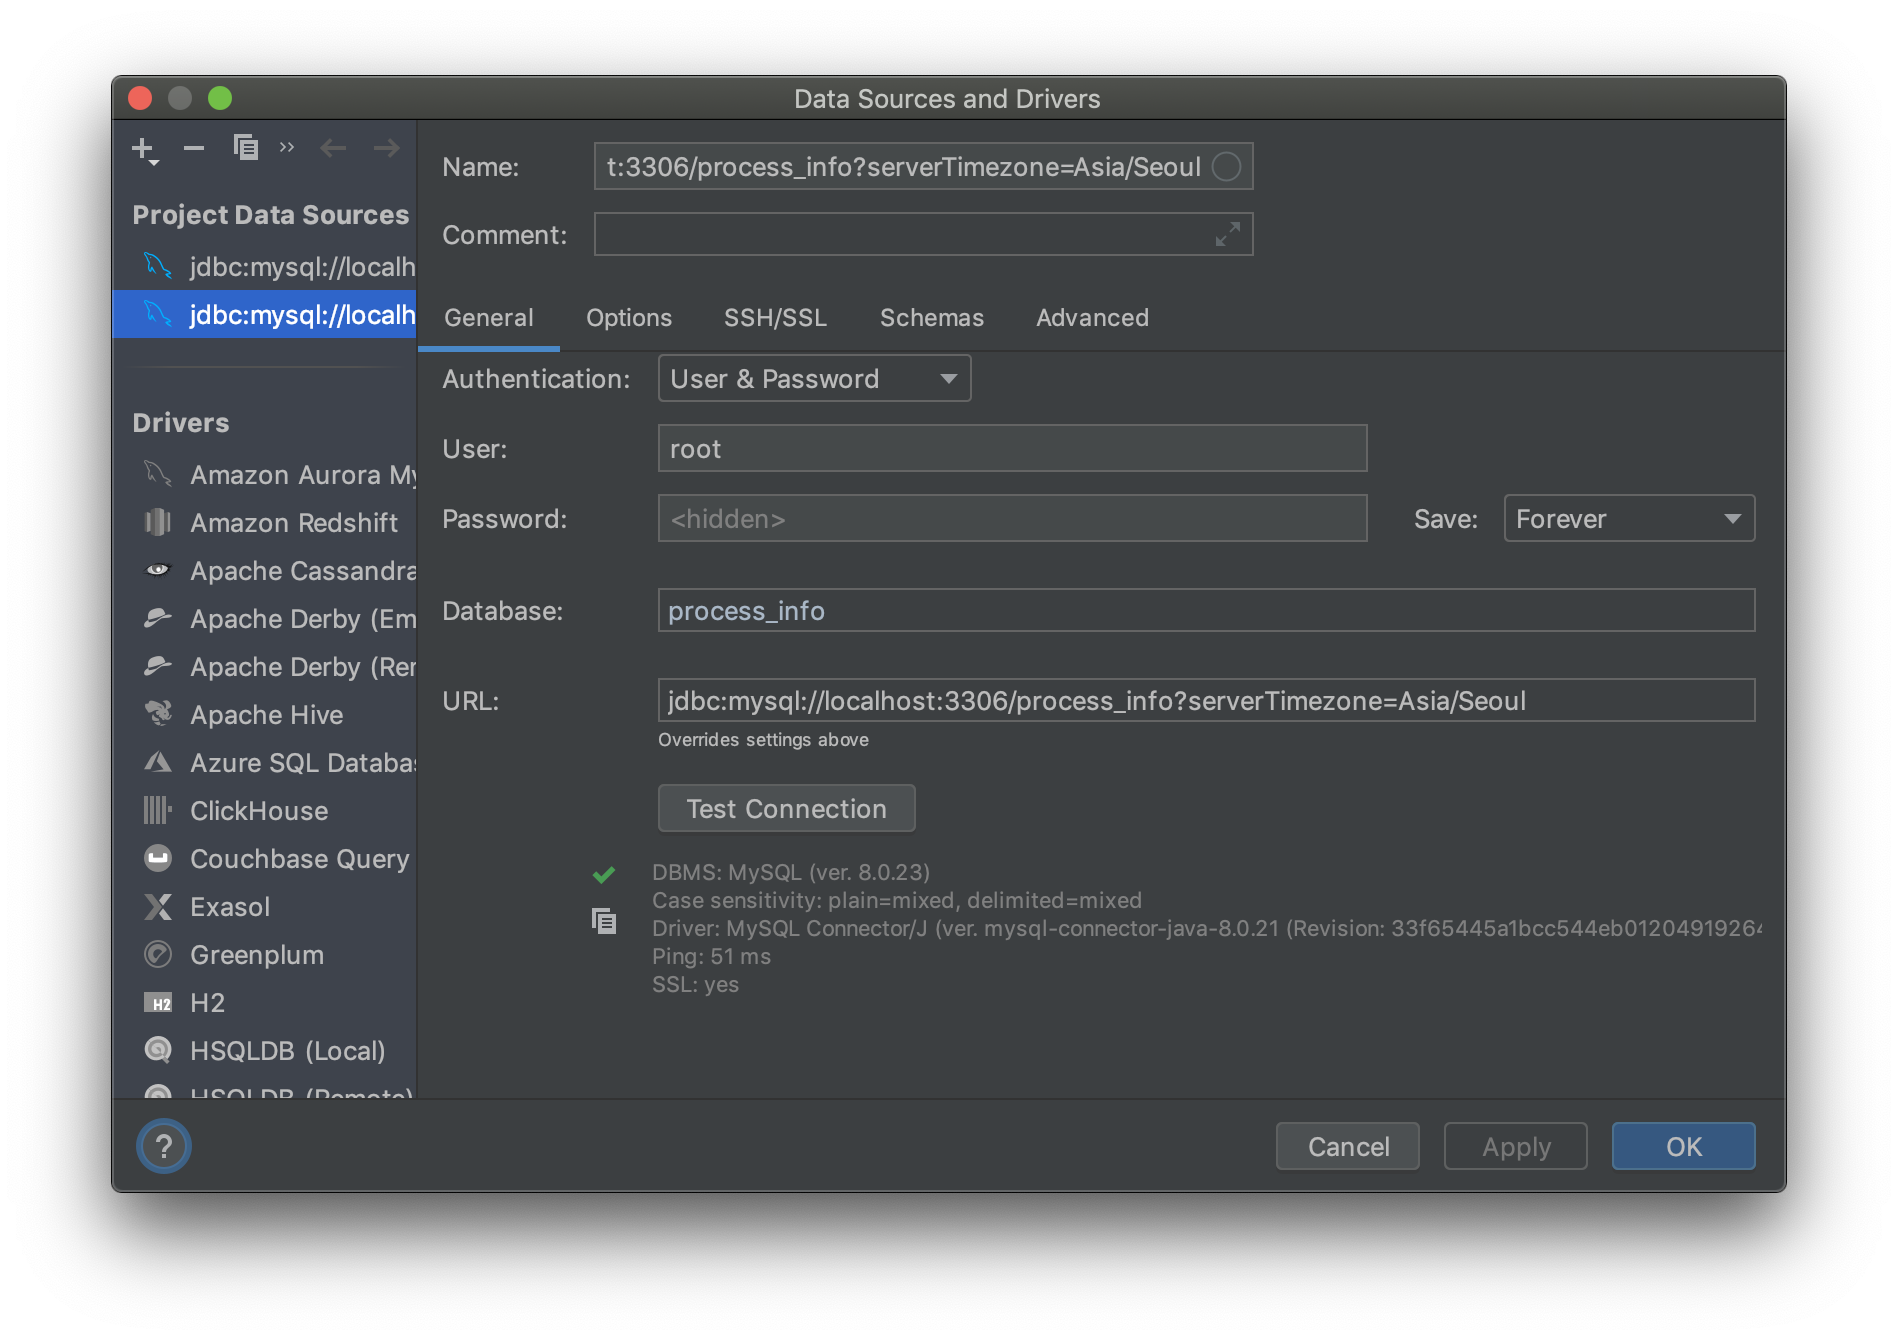 Data Sources and Drivers
Project Data Sources
jdbc:mysql://localh
jdbc:mysql://localh
Drivers
Amazon Aurora My
Amazon Redshift
Apache Cassandra
Apache Derby (Em
Apache Derby (Rer
Apache Hive
Azure SQL Databas
ClickHouse
Couchbase Query
Exasol
Greenplum
H2 H2
HSQLDB (Local)
HSQLDB (Remote)
Name: t:3306/process_info?serverTimezone=Asia/Seoul
Comment:
General Options SSH/SSL Schemas Advanced
Authentication: User & Password
User: root
Password: <hidden> Save: Forever
Database: process_info
URL: jdbc:mysql://localhost:3306/process_info?serverTimezone=Asia/Seoul
Overrides settings above
Test Connection
DBMS: MySQL (ver. 8.0.23)
Case sensitivity: plain=mixed, delimited=mixed
Driver: MySQL Connector/J (ver. mysql-connector-java-8.0.21 (Revision: 33f65445a1bcc544eb0120491926
Ping: 51 ms
SSL: yes
? Cancel Apply OK